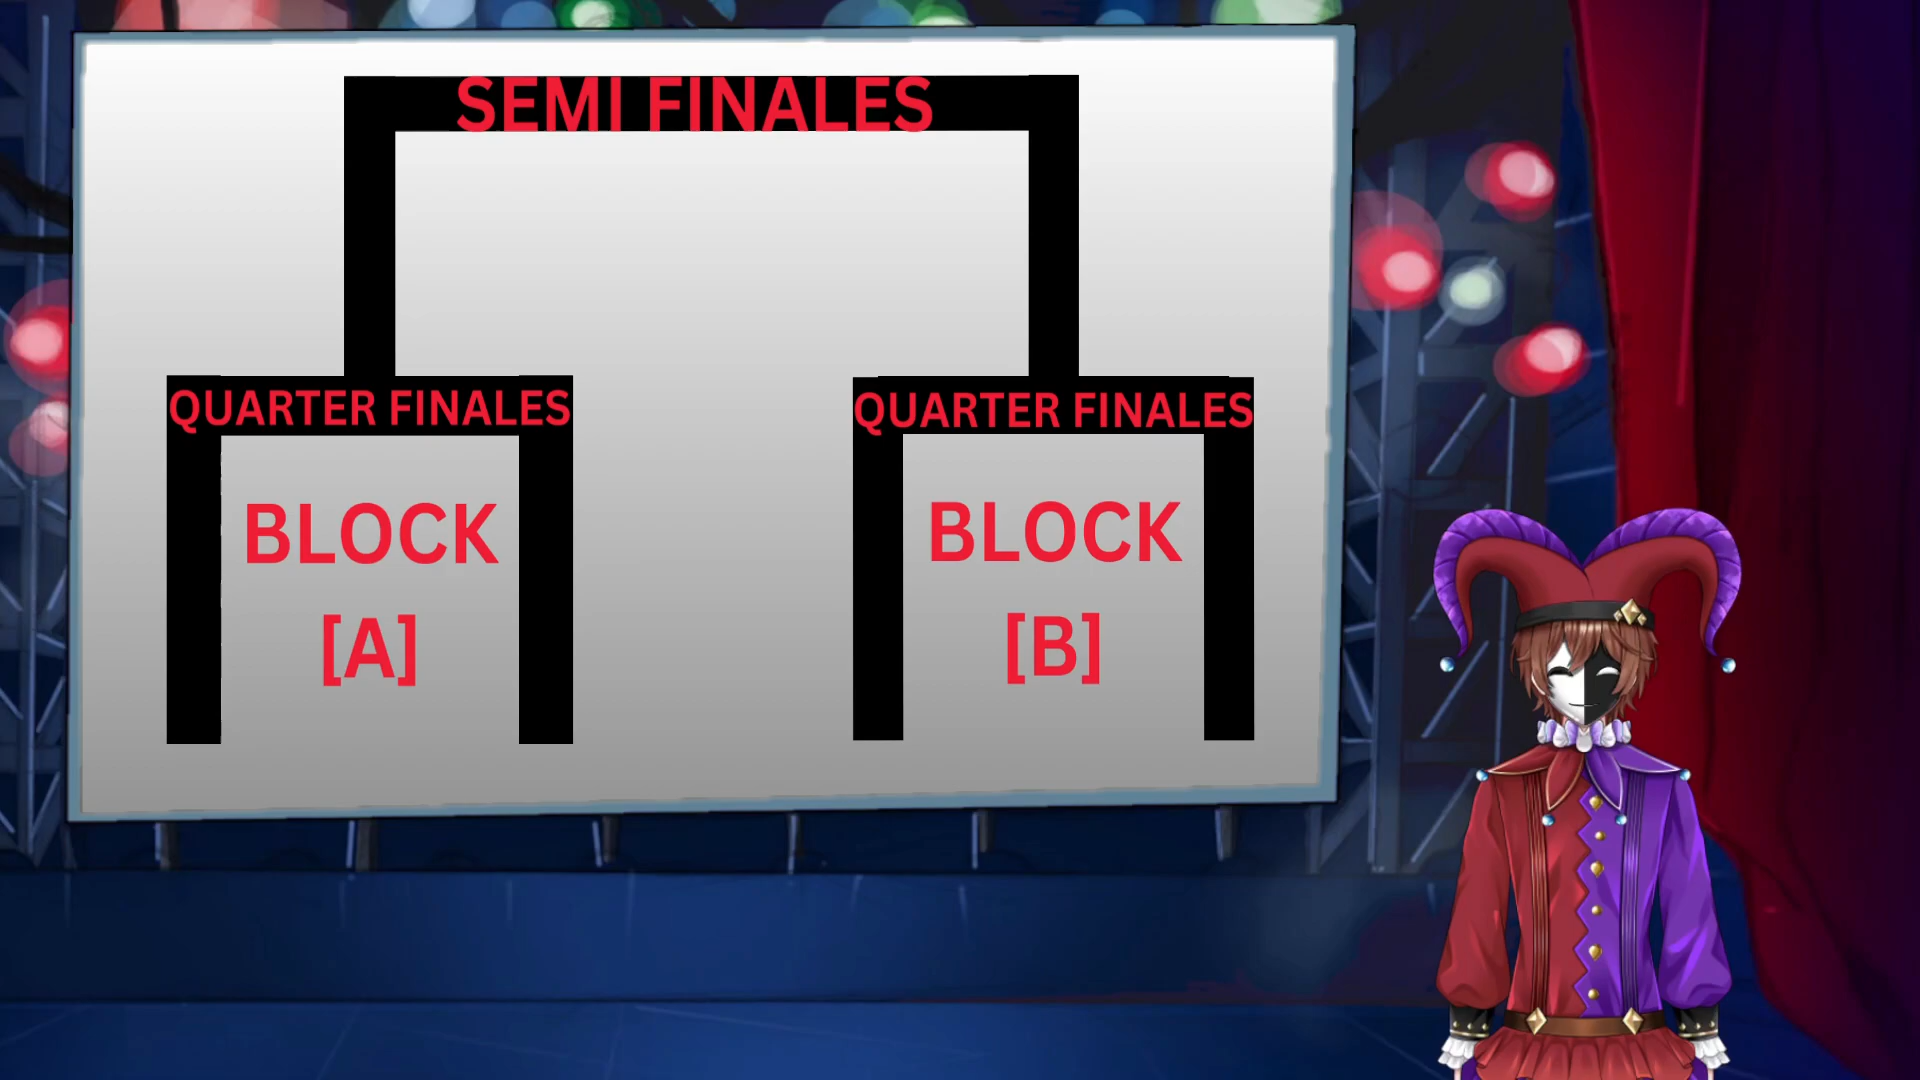 SEMI FINALES
QUARTER FINALES
BLOCK
[A]
QUARTER FINALES
BLOCK
[B]